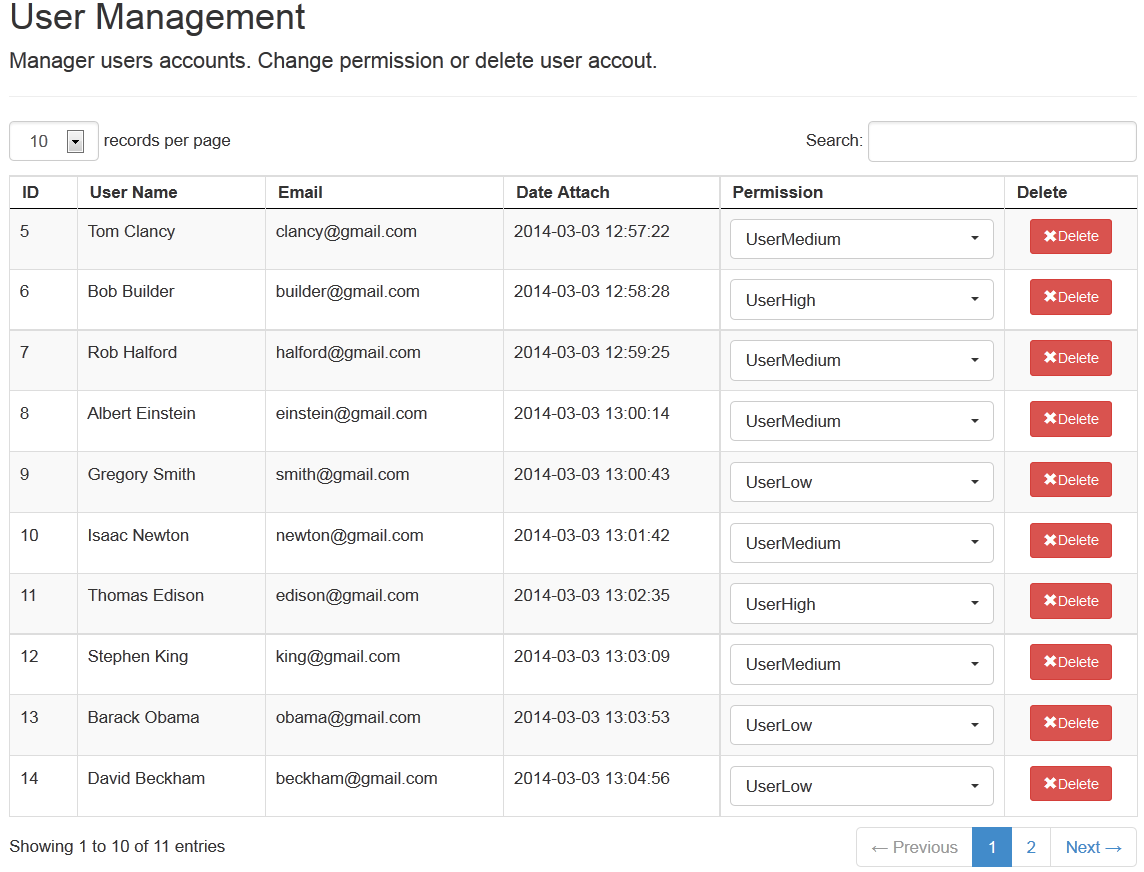 User Management
Manager users accounts. Change permission or delete user accout.
10 records per page Search:
ID User Name Email Date Attach Permission Delete
5 Tom Clancy clancy@gmail.com 2014-03-03 12:57:22 UserMedium ✖Delete
6 Bob Builder builder@gmail.com 2014-03-03 12:58:28 UserHigh ✖Delete
7 Rob Halford halford@gmail.com 2014-03-03 12:59:25 UserMedium ✖Delete
8 Albert Einstein einstein@gmail.com 2014-03-03 13:00:14 UserMedium ✖Delete
9 Gregory Smith smith@gmail.com 2014-03-03 13:00:43 UserLow ✖Delete
10 Isaac Newton newton@gmail.com 2014-03-03 13:01:42 UserMedium ✖Delete
11 Thomas Edison edison@gmail.com 2014-03-03 13:02:35 UserHigh ✖Delete
12 Stephen King king@gmail.com 2014-03-03 13:03:09 UserMedium ✖Delete
13 Barack Obama obama@gmail.com 2014-03-03 13:03:53 UserLow ✖Delete
14 David Beckham beckham@gmail.com 2014-03-03 13:04:56 UserLow ✖Delete
Showing 1 to 10 of 11 entries ← Previous 1 2 Next →